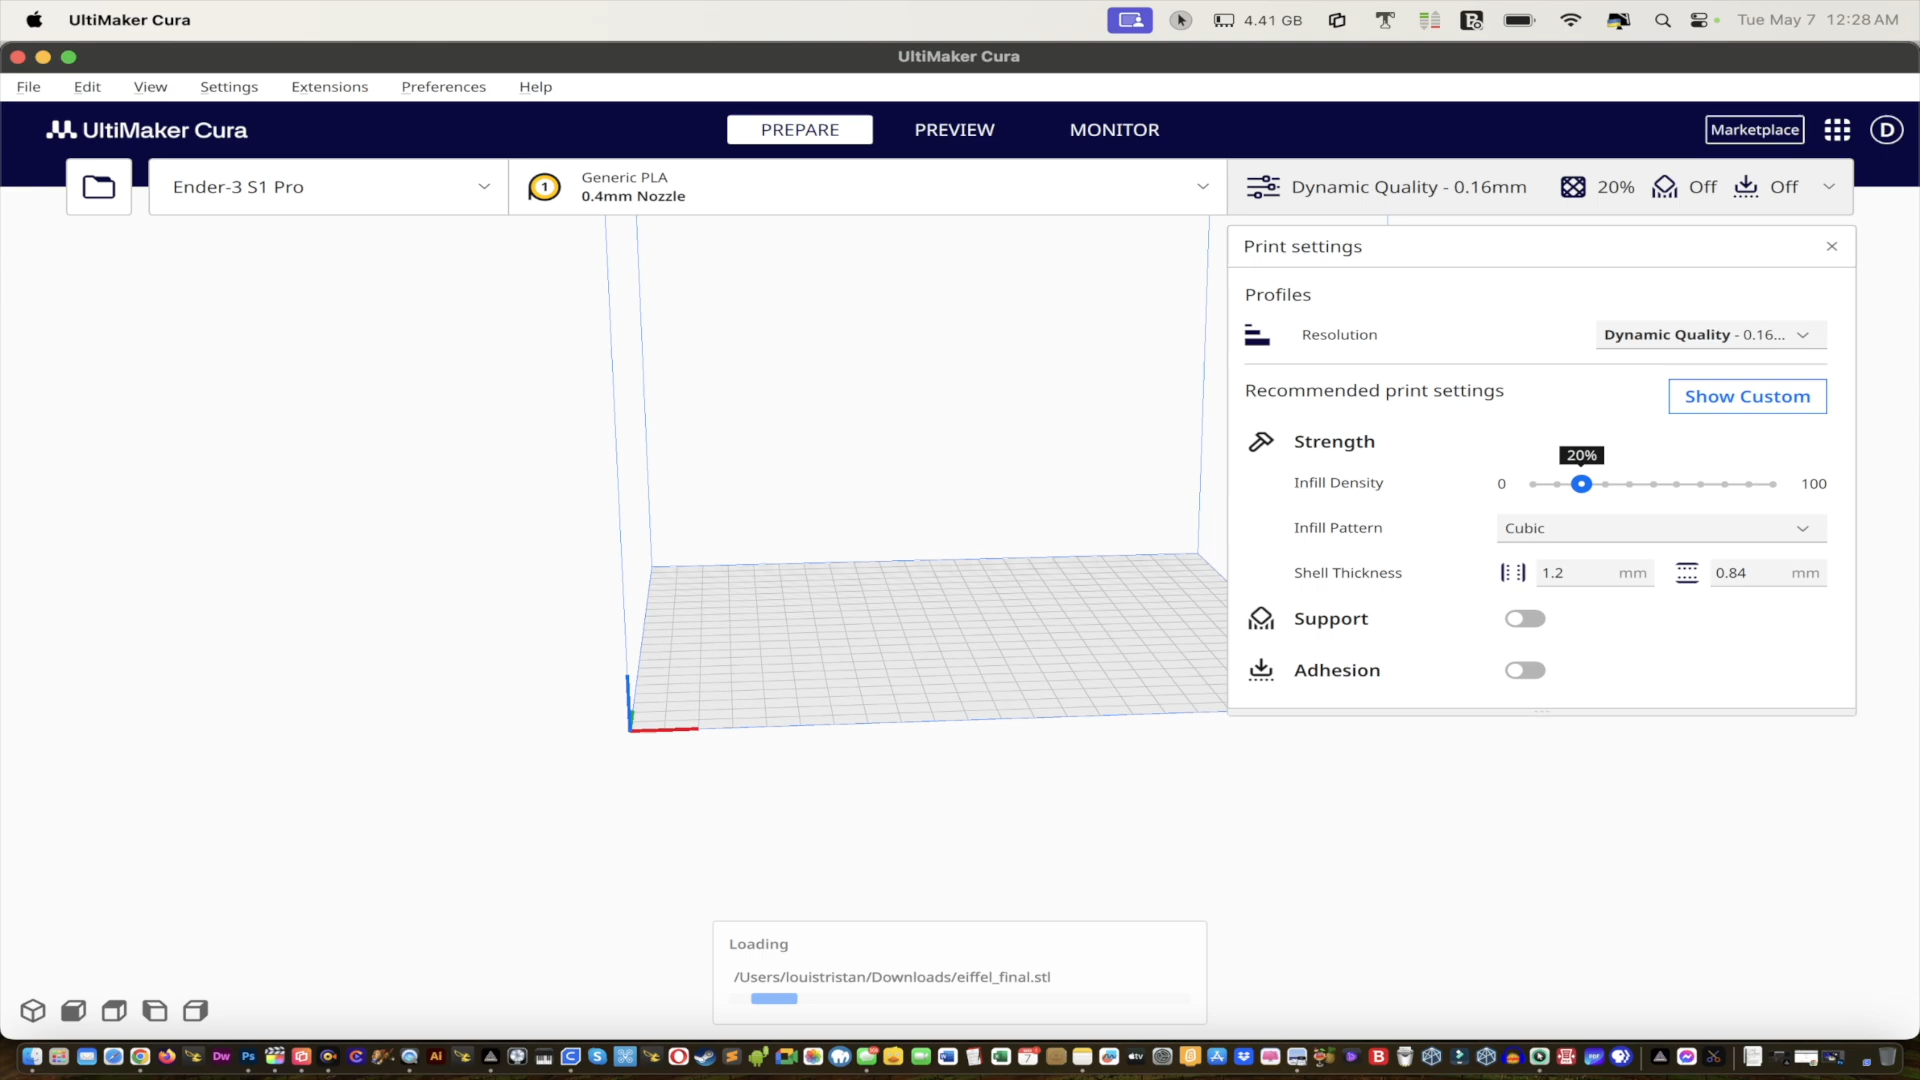 UltiMaker Cura
4.41 GB
Tue May 7 12:28 AM
UltiMaker Cura
File Edit View Settings Extensions Preferences Help
UltiMaker Cura
PREPARE PREVIEW MONITOR
Marketplace
D
Ender-3 S1 Pro
1
Generic PLA
0.4mm Nozzle
Dynamic Quality - 0.16mm 20% Off Off
Print settings
Profiles
Resolution Dynamic Quality - 0.16...
Recommended print settings
Show Custom
Strength
20%
Infill Density 0 100
Infill Pattern Cubic
Shell Thickness 1.2 mm 0.84 mm
Support
Adhesion
Loading
/Users/louistristan/Downloads/eiffel_final.stl
Dw Ps Ai